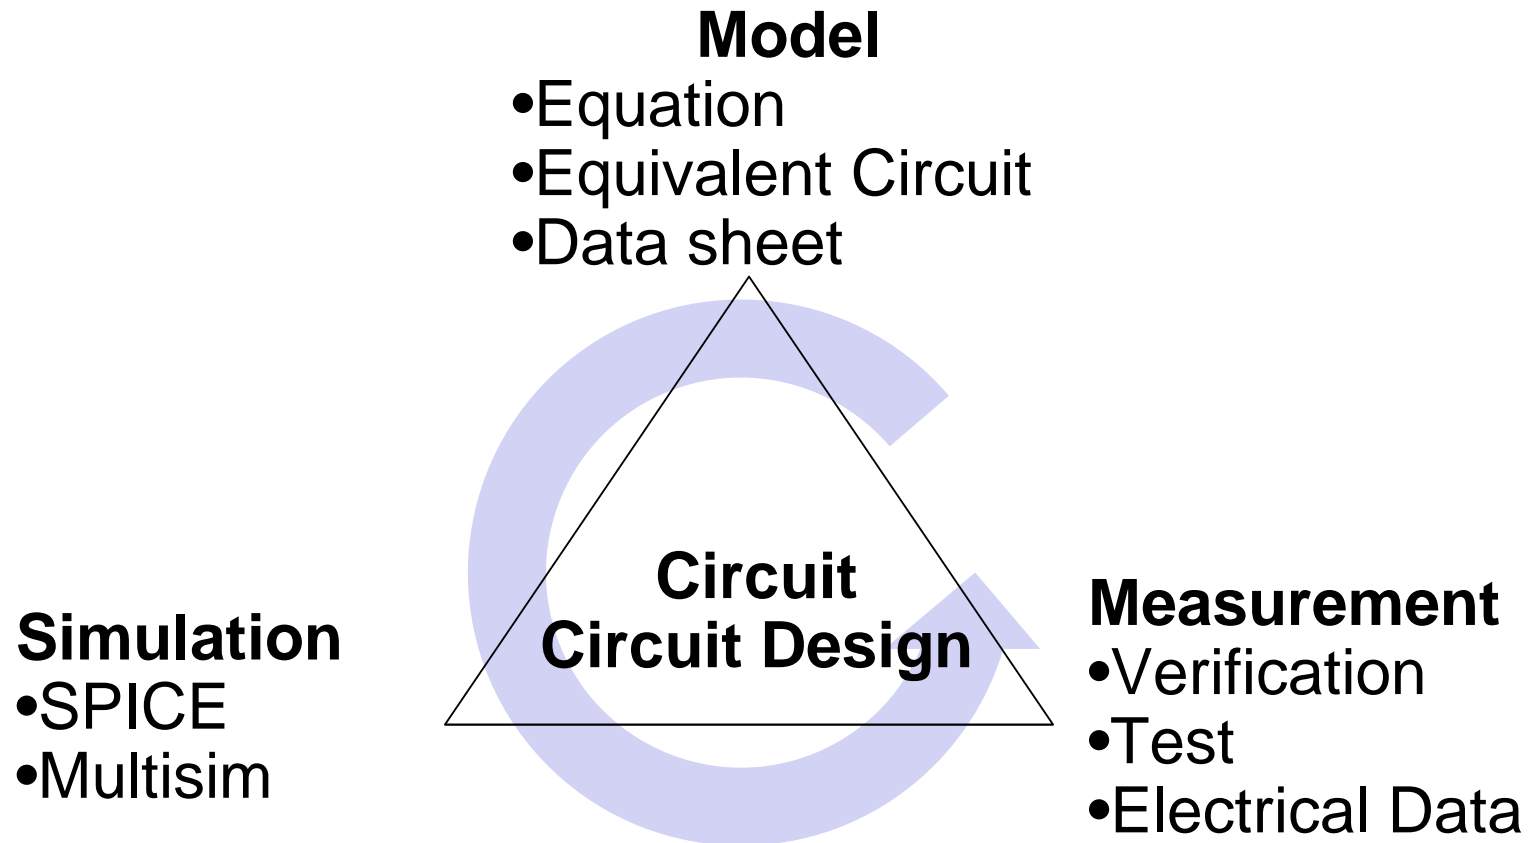 Model
•Equation
•Equivalent Circuit
•Data sheet
Circuit
Circuit Design
Simulation
•SPICE
•Multisim
Measurement
•Verification
•Test
•Electrical Data